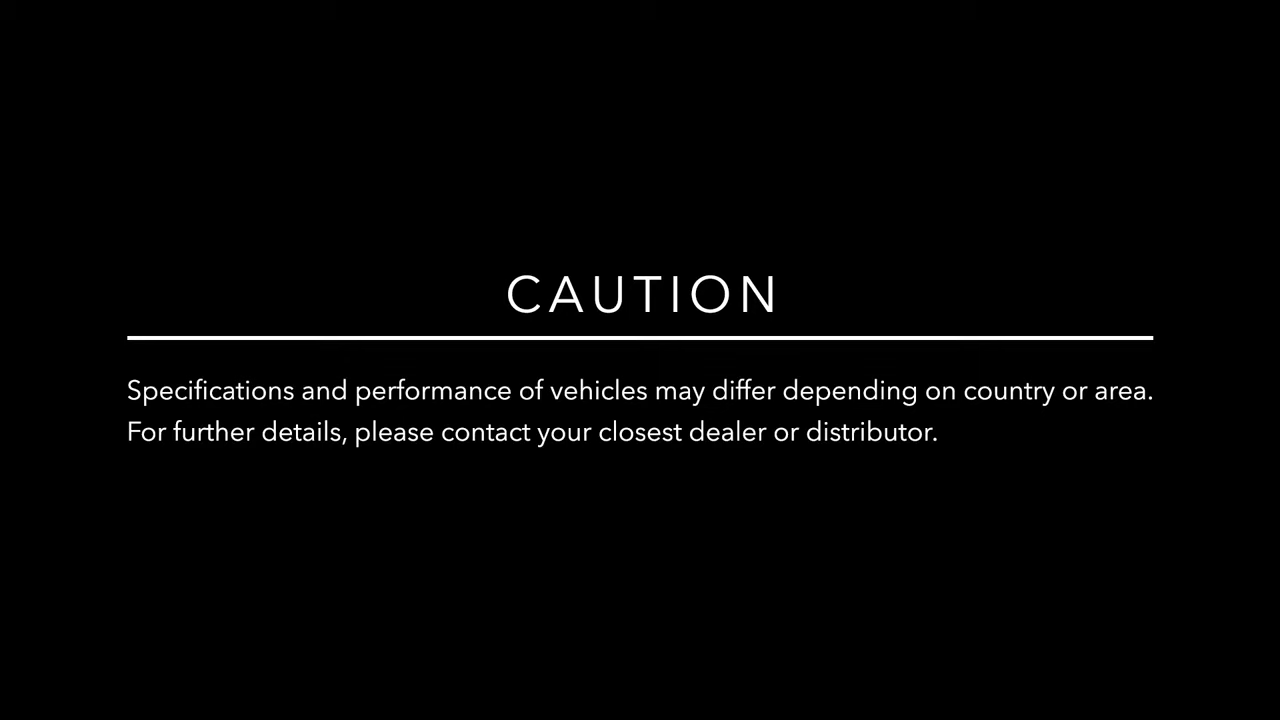 CAUTION
Specifications and performance of vehicles may differ depending on country or area.
For further details, please contact your closest dealer or distributor.